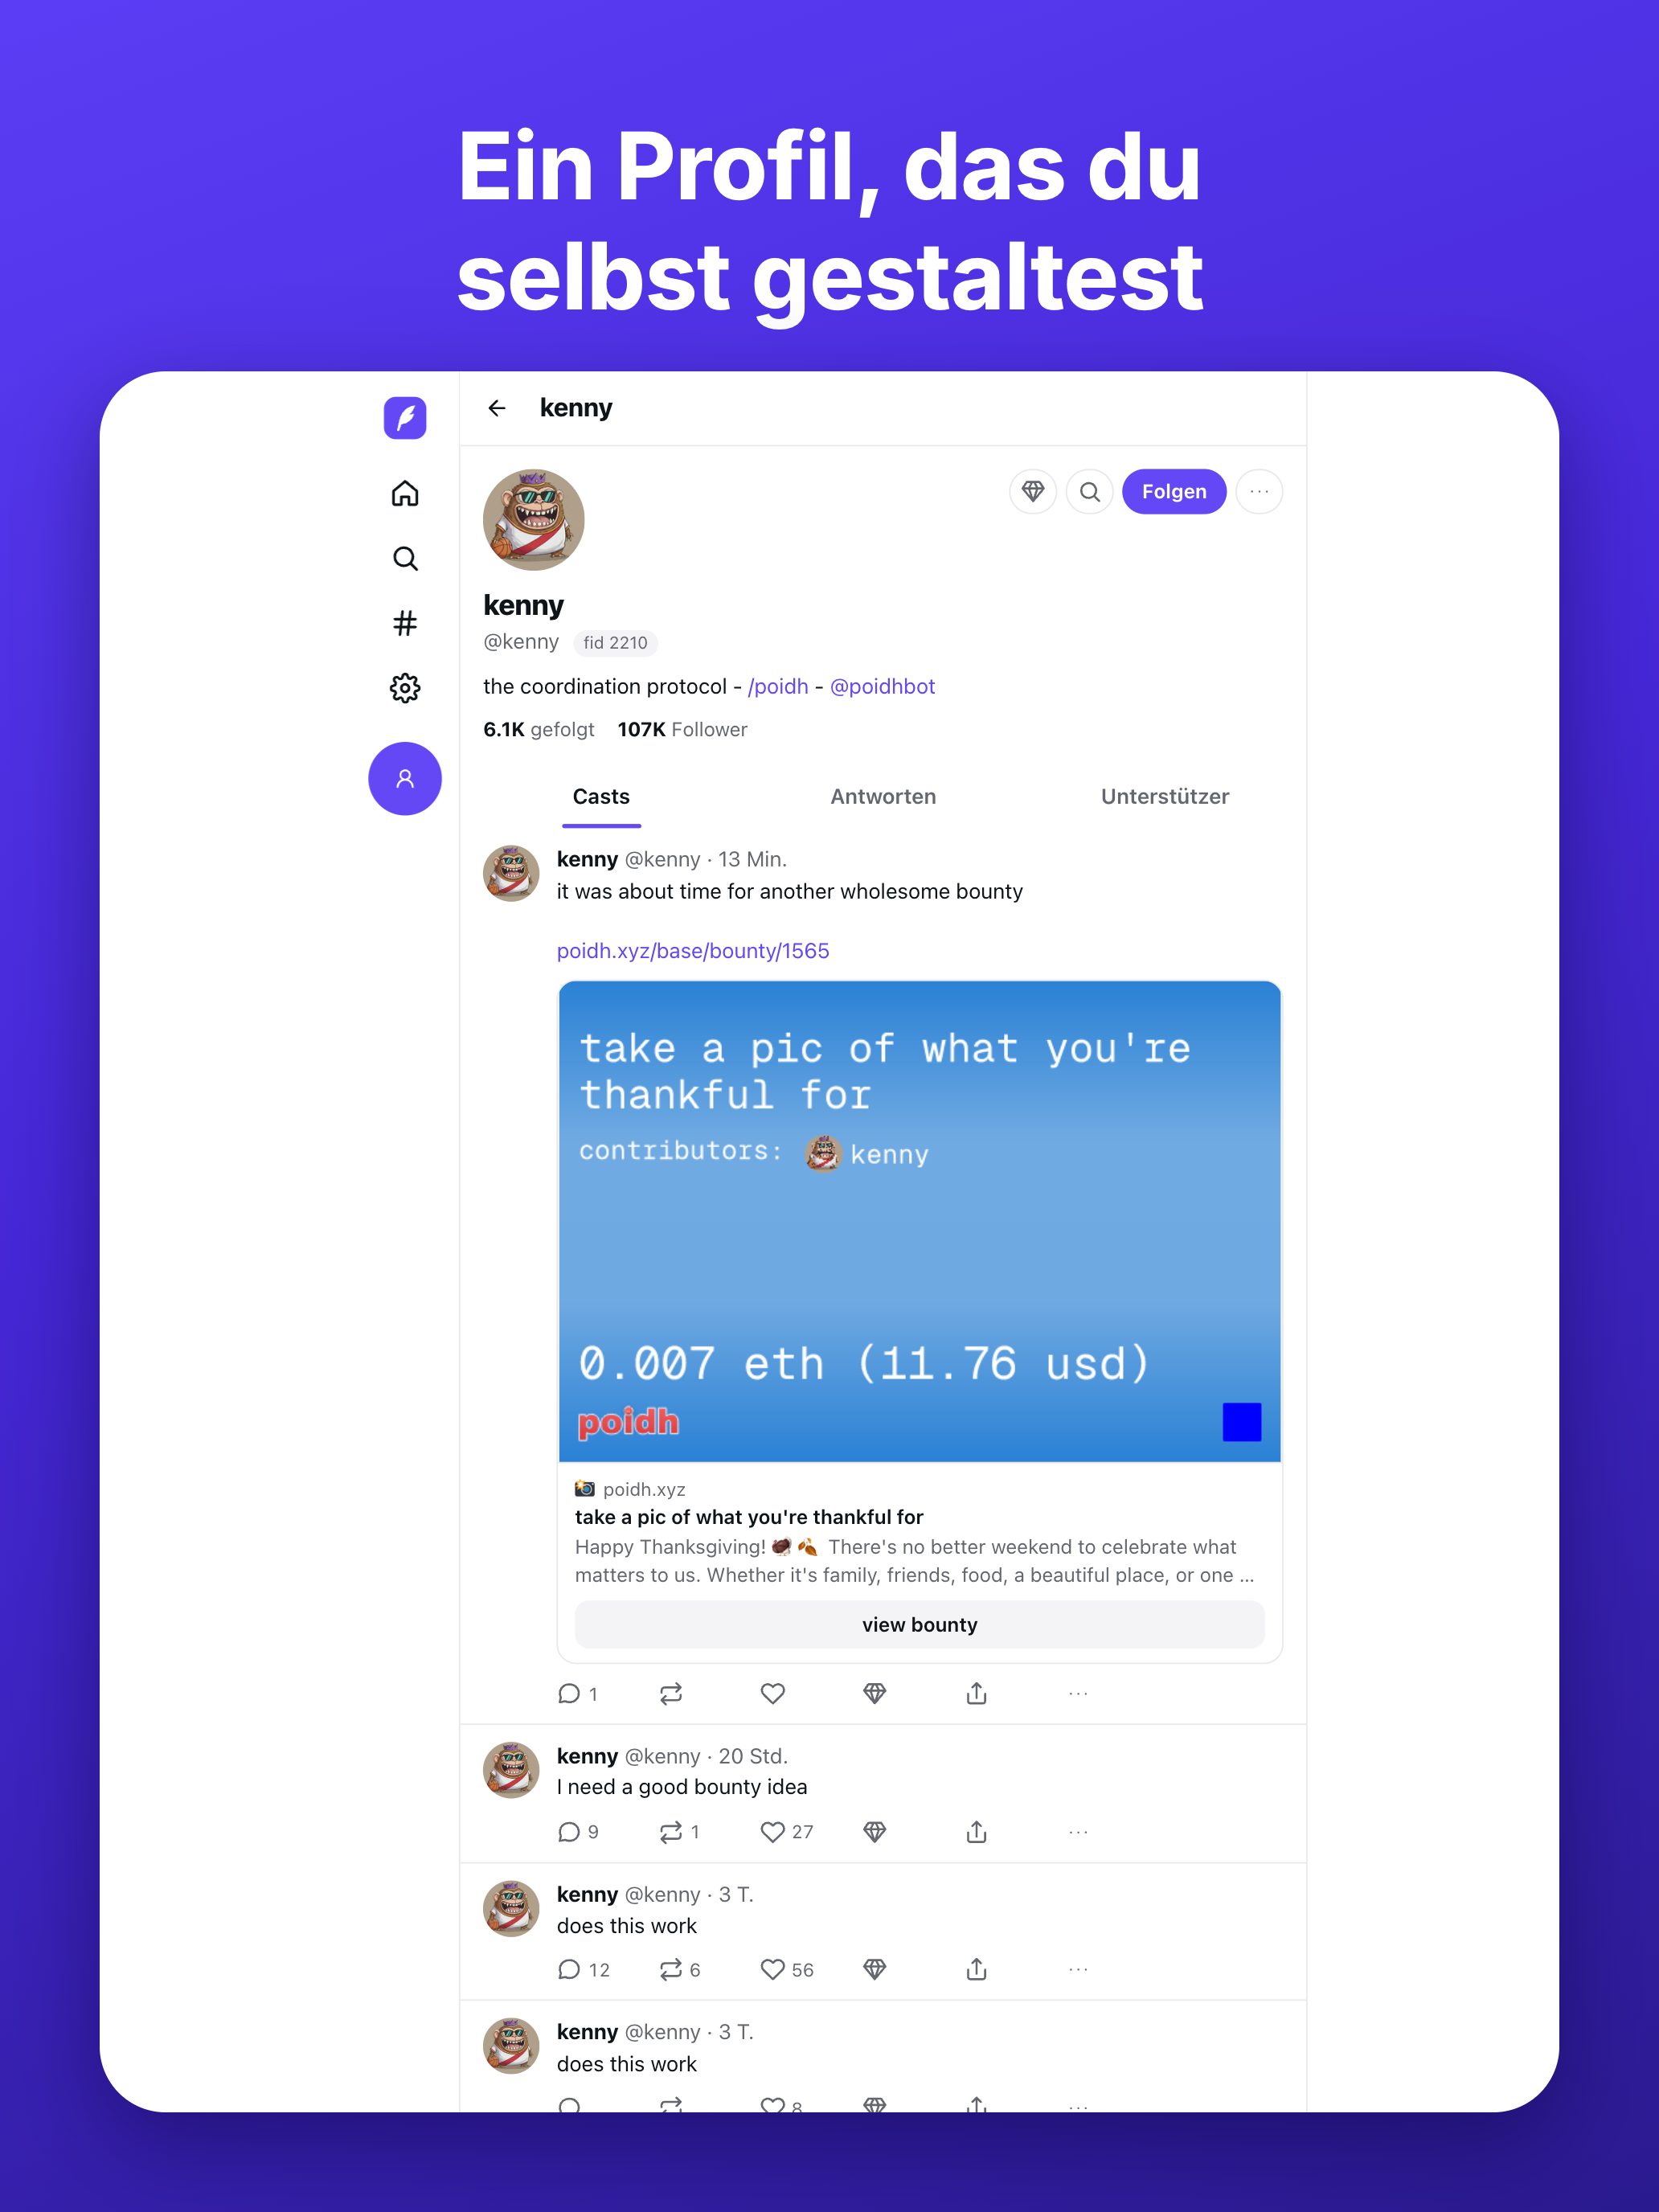 Ein Profil, das du
selbst gestaltest
kenny
Folgen
kenny
@kenny fid 2210
the coordination protocol - /poidh - @poidhbot
6.1K gefolgt 107K Follower
Casts Antworten Unterstützer
kenny @kenny · 13 Min.
it was about time for another wholesome bounty
poidh.xyz/base/bounty/1565
take a pic of what you're
thankful for
contributors: kenny
0.007 eth (11.76 usd)
poidh
poidh.xyz
take a pic of what you're thankful for
Happy Thanksgiving! 🦃 🍂 There's no better weekend to celebrate what
matters to us. Whether it's family, friends, food, a beautiful place, or one ...
view bounty
1
kenny @kenny · 20 Std.
I need a good bounty idea
9 1 27
kenny @kenny · 3 T.
does this work
12 6 56
kenny @kenny · 3 T.
does this work
8